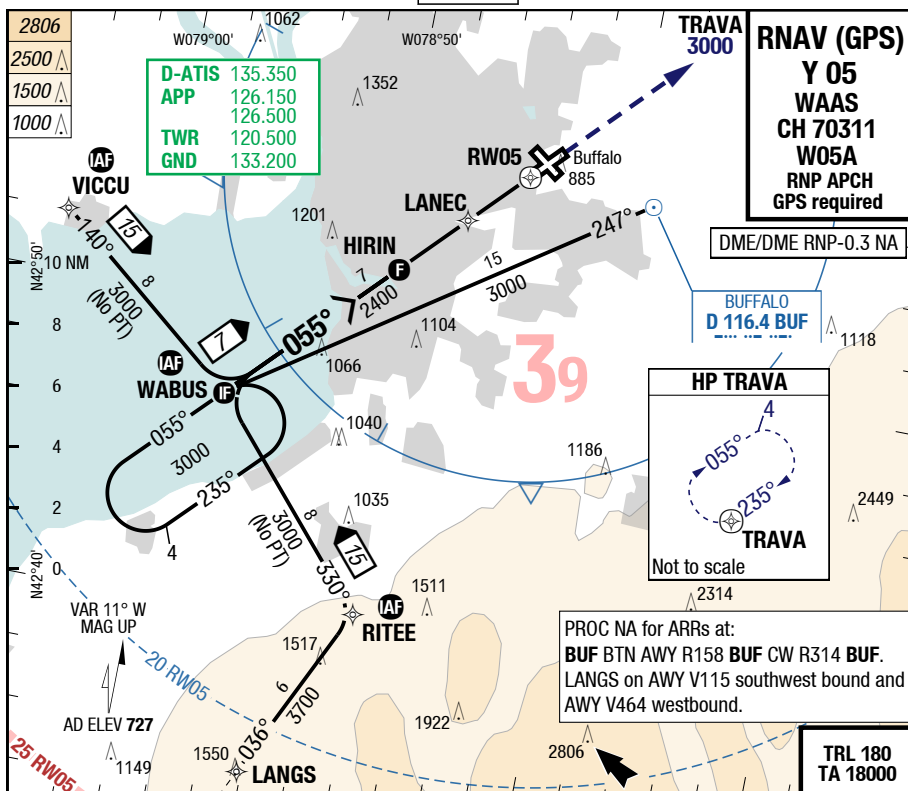 2806
2500
1500
1000
W079°00'
1062
W078°50'
D-ATIS 135.350
APP 126.150
126.500
TWR 120.500
GND 133.200
1352
TRAVA
3000
RNAV (GPS)
Y 05
WAAS
CH 70311
W05A
RNP APCH
GPS required
DME/DME RNP-0.3 NA
IAF
VICCU
15
140°
8
3000
(No PT)
N42°50'
10 NM
8
6
4
2
0
N42°40'
RW05
Buffalo
885
LANEC
1201
HIRIN
F
7
2400
055°
247°
15
3000
BUFFALO
D 116.4 BUF
1118
1104
1066
39
7
IAF
WABUS
IF
055°
3000
235°
4
1040
1035
8
3000
(No PT)
15
330°
1186
HP TRAVA
4
055°
235°
TRAVA
Not to scale
2449
2314
IAF
RITEE
1511
1517
6
3700
036°
1550
LANGS
1922
2806
VAR 11° W
MAG UP
AD ELEV 727
1149
20 RW05
25 RW05
PROC NA for ARRs at:
BUF BTN AWY R158 BUF CW R314 BUF.
LANGS on AWY V115 southwest bound and
AWY V464 westbound.
TRL 180
TA 18000